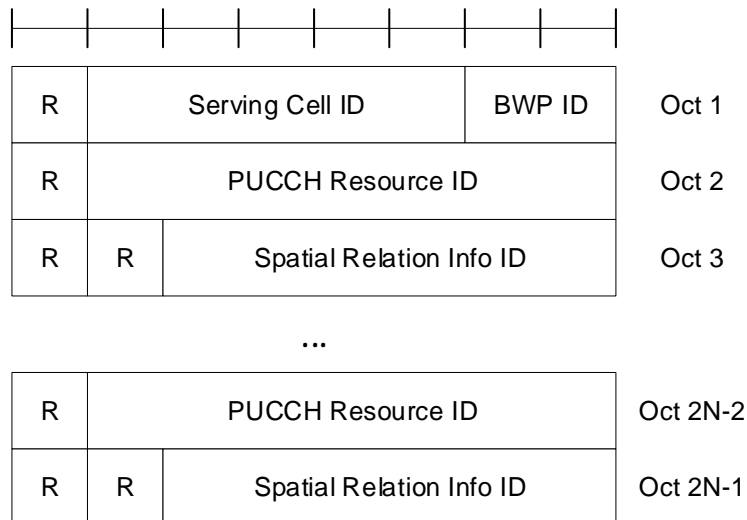 R Serving Cell ID BWP ID Oct 1
R PUCCH Resource ID Oct 2
R R Spatial Relation Info ID Oct 3
...
R PUCCH Resource ID Oct 2N-2
R R Spatial Relation Info ID Oct 2N-1